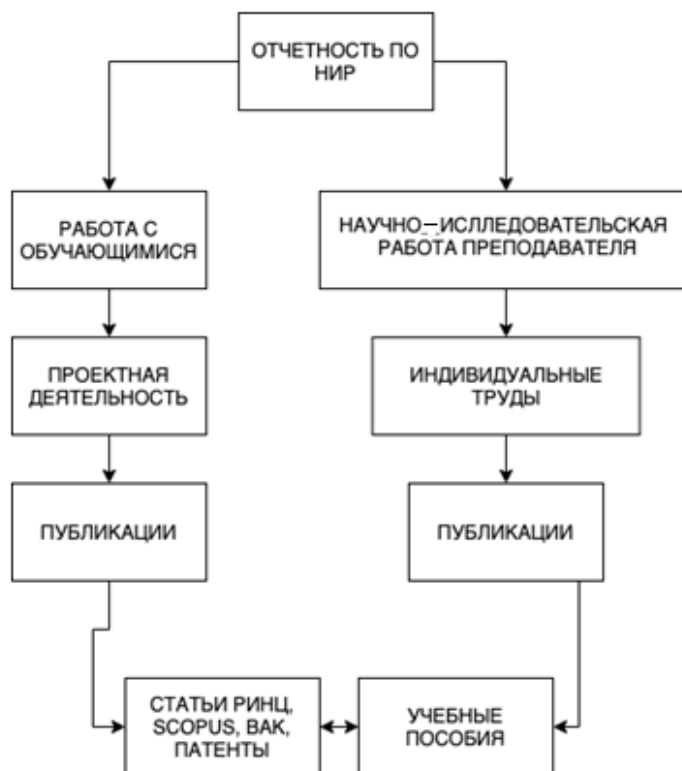 ОТЧЕТНОСТЬ ПО
НИР
РАБОТА С
ОБУЧАЮЩИМИСЯ
НАУЧНО–ИСЛЛЕДОВАТЕЛЬСКАЯ
РАБОТА ПРЕПОДАВАТЕЛЯ
ПРОЕКТНАЯ
ДЕЯТЕЛЬНОСТЬ
ИНДИВИДУАЛЬНЫЕ
ТРУДЫ
ПУБЛИКАЦИИ
ПУБЛИКАЦИИ
СТАТЬИ РИНЦ,
SCOPUS, ВАК,
ПАТЕНТЫ
УЧЕБНЫЕ
ПОСОБИЯ